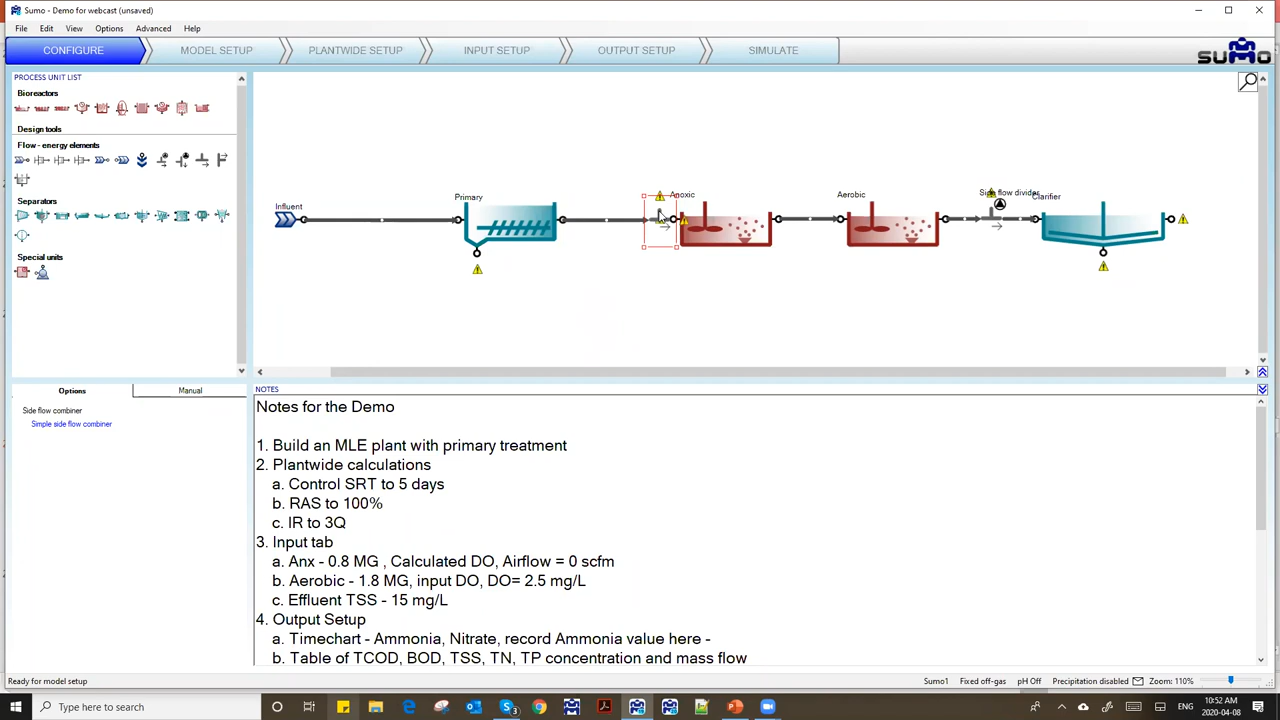 Sumo - Demo for webcast (unsaved)
File Edit View Options Advanced Help
CONFIGURE MODEL SETUP PLANTWIDE SETUP INPUT SETUP OUTPUT SETUP SIMULATE
sumo
PROCESS UNIT LIST
Bioreactors
Design tools
Flow - energy elements
Separators
Special units
Influent
Primary
Anoxic
Aerobic
Side flow divider
Clarifier
Options Manual
Side flow combiner
Simple side flow combiner
NOTES
Notes for the Demo
1. Build an MLE plant with primary treatment
2. Plantwide calculations
a. Control SRT to 5 days
b. RAS to 100%
c. IR to 3Q
3. Input tab
a. Anx - 0.8 MG , Calculated DO, Airflow = 0 scfm
b. Aerobic - 1.8 MG, input DO, DO= 2.5 mg/L
c. Effluent TSS - 15 mg/L
4. Output Setup
a. Timechart - Ammonia, Nitrate, record Ammonia value here -
b. Table of TCOD, BOD, TSS, TN, TP concentration and mass flow
Ready for model setup
Sumo1 Fixed off-gas pH Off Precipitation disabled Zoom: 110%
Type here to search
ENG
10:52 AM
2020-04-08